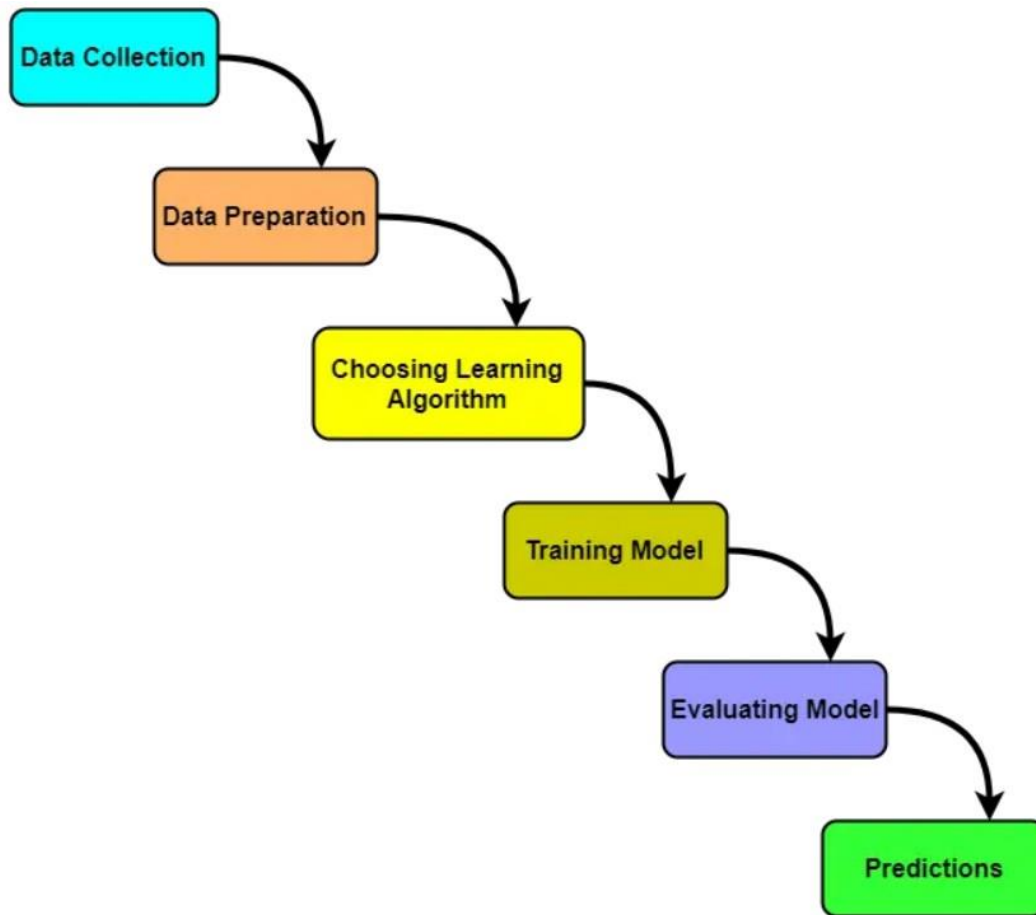 Data Collection
Data Preparation
Choosing Learning
Algorithm
Training Model
Evaluating Model
Predictions